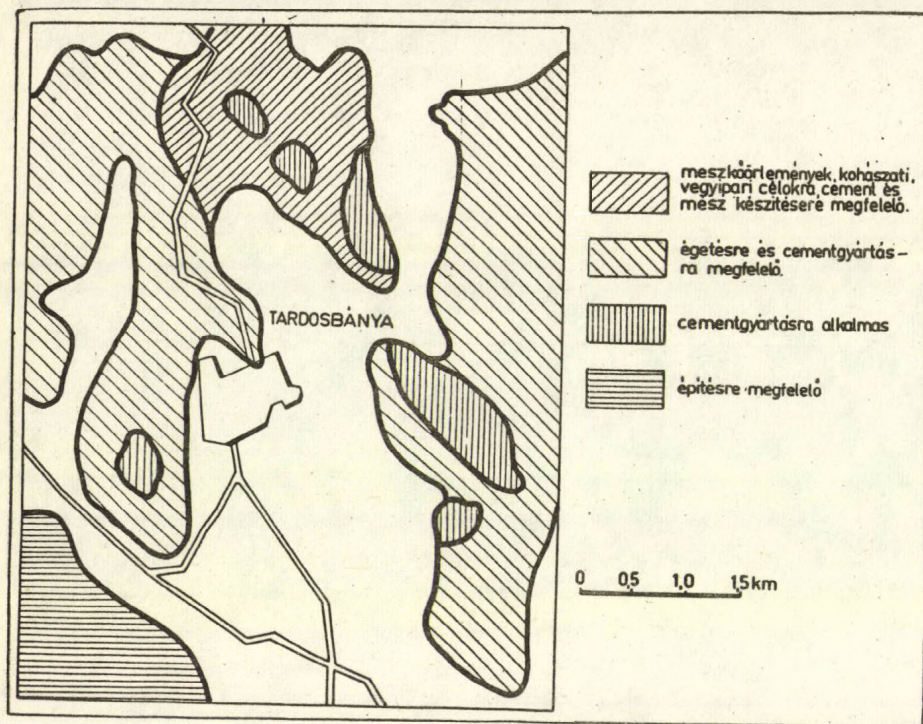 TARDOSBÁNYA
meszkőőrlemények, kohászati,
vegyipari célokra, cement és
mész készítésére megfelelő.
égetésre és cementgyártás-
ra megfelelő.
cementgyártásra alkalmas
építésre megfelelő
0 0,5 1,0 1,5 km